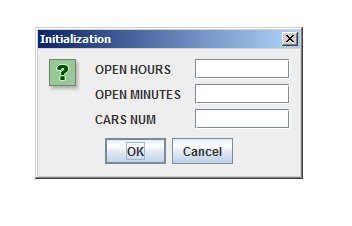 Initialization
?
OPEN HOURS
OPEN MINUTES
CARS NUM
OK Cancel